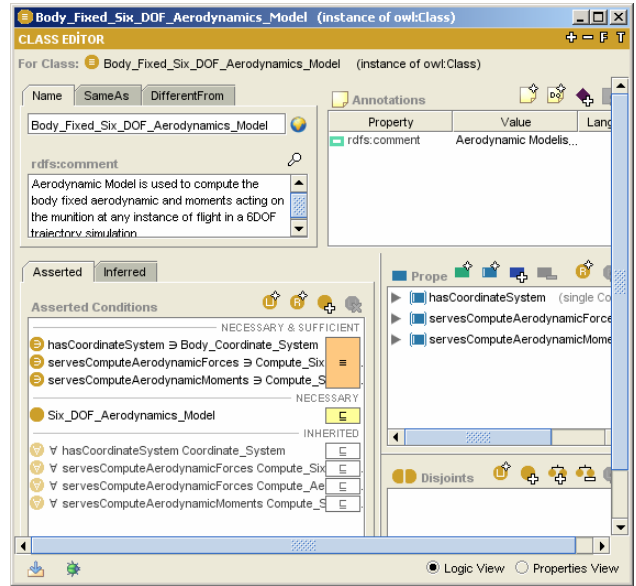 Body_Fixed_Six_DOF_Aerodynamics_Model (instance of owl:Class)
CLASS EDİTOR
F T
For Class: Body_Fixed_Six_DOF_Aerodynamics_Model (instance of owl:Class)
Name SameAs DifferentFrom
Body_Fixed_Six_DOF_Aerodynamics_Model
rdfs:comment
Aerodynamic Model is used to compute the
body fixed aerodynamic and moments acting on
the munition at any instance of flight in a 6DOF
trajectory simulation
Annotations
Property Value Lang
rdfs:comment Aerodynamic Modelis...
Asserted Inferred
Asserted Conditions
NECESSARY & SUFFICIENT
hasCoordinateSystem ∋ Body_Coordinate_System
servesComputeAerodynamicForces ∋ Compute_Six
servesComputeAerodynamicMoments ∋ Compute_S
≡
NECESSARY
Six_DOF_Aerodynamics_Model ⊑
INHERITED
∀ hasCoordinateSystem Coordinate_System ⊑
∀ servesComputeAerodynamicForces Compute_Six ⊑
∀ servesComputeAerodynamicForces Compute_Ae ⊑
∀ servesComputeAerodynamicMoments Compute_S ⊑
Prope
hasCoordinateSystem (single Co
servesComputeAerodynamicForce
servesComputeAerodynamicMome
Disjoints
Logic View Properties View